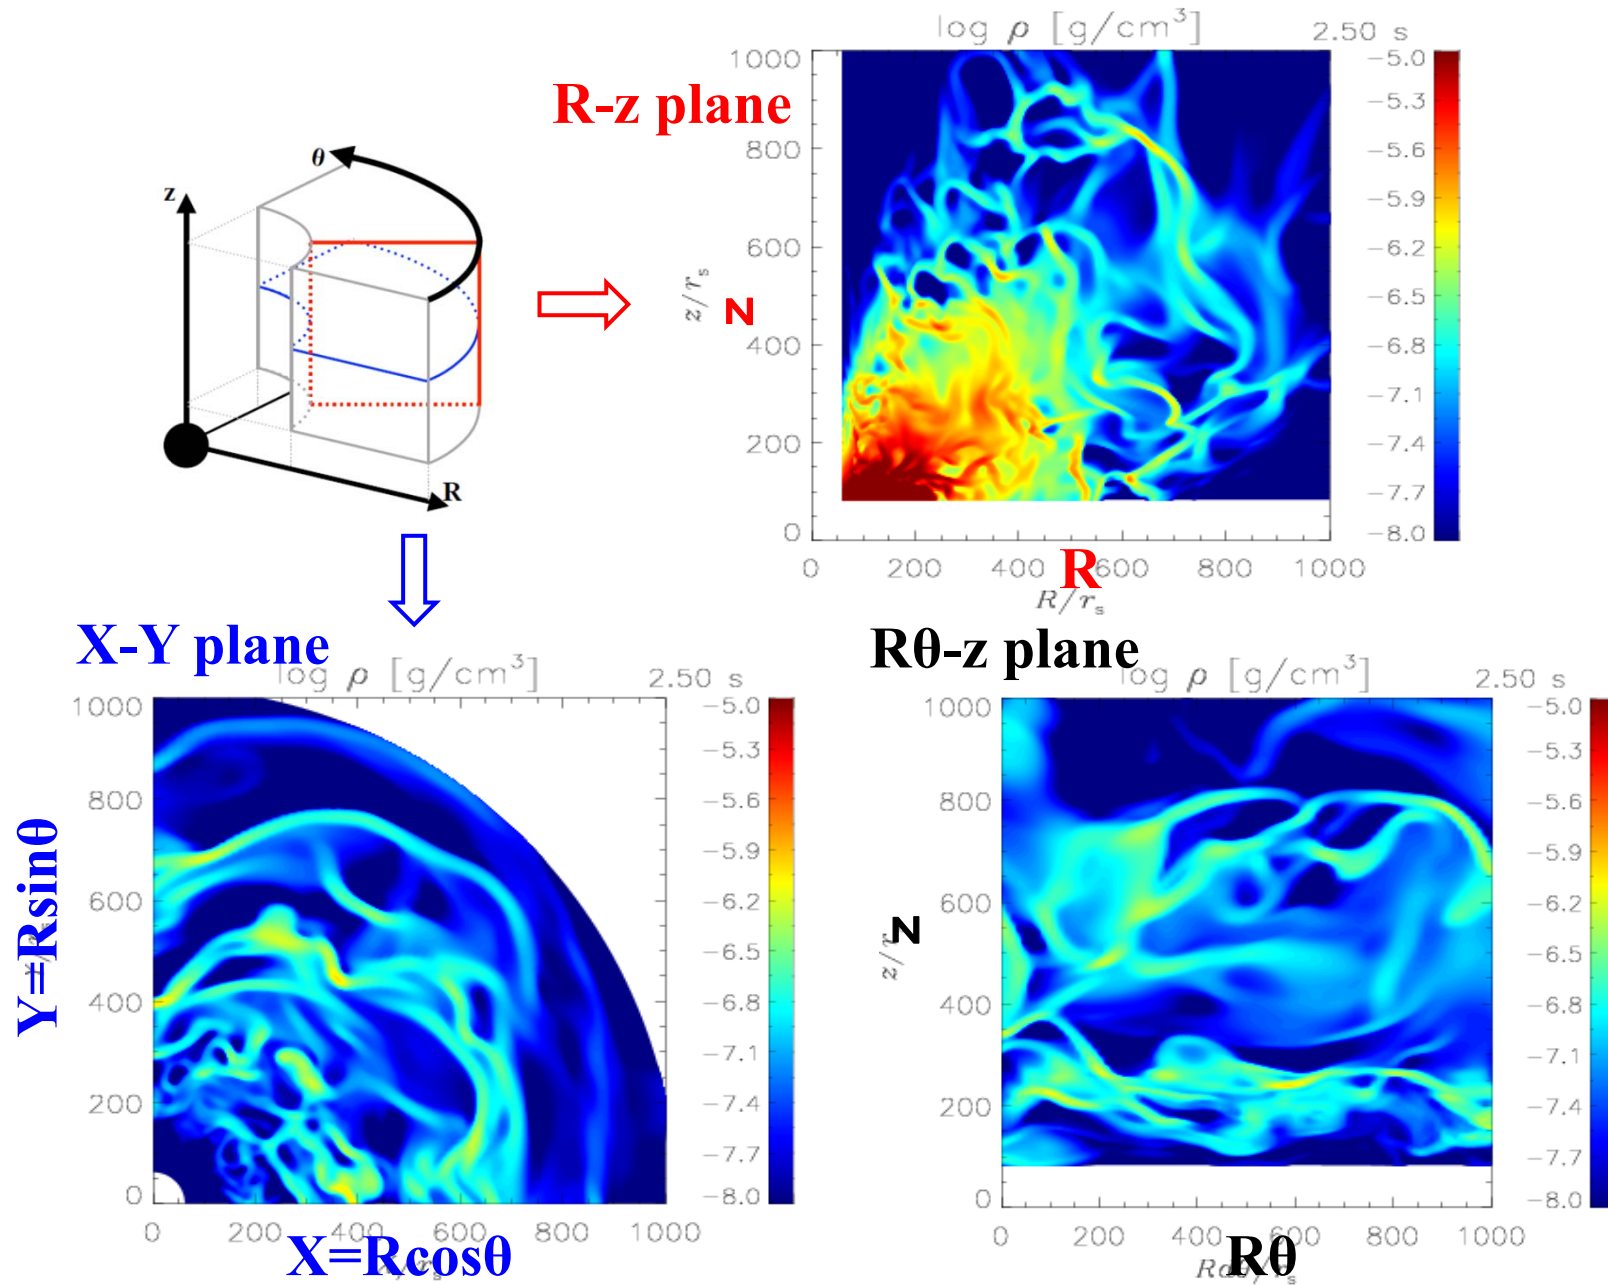 log ρ [g/cm³] 2.50 s
R-z plane
1000
800
600
400
200
0
z/rₛ
z
0 200 400 600 800 1000
R
R/rₛ
-5.0
-5.3
-5.6
-5.9
-6.2
-6.5
-6.8
-7.1
-7.4
-7.7
-8.0
θ
z
R
X-Y plane
log ρ [g/cm³] 2.50 s
1000
800
600
400
200
0
Y=Rsinθ
0 200 400 600 800 1000
X=Rcosθ
-5.0
-5.3
-5.6
-5.9
-6.2
-6.5
-6.8
-7.1
-7.4
-7.7
-8.0
Rθ-z plane
log ρ [g/cm³] 2.50 s
1000
800
600
400
200
0
z/r
z
0 200 400 600 800 1000
Rθ
-5.0
-5.3
-5.6
-5.9
-6.2
-6.5
-6.8
-7.1
-7.4
-7.7
-8.0